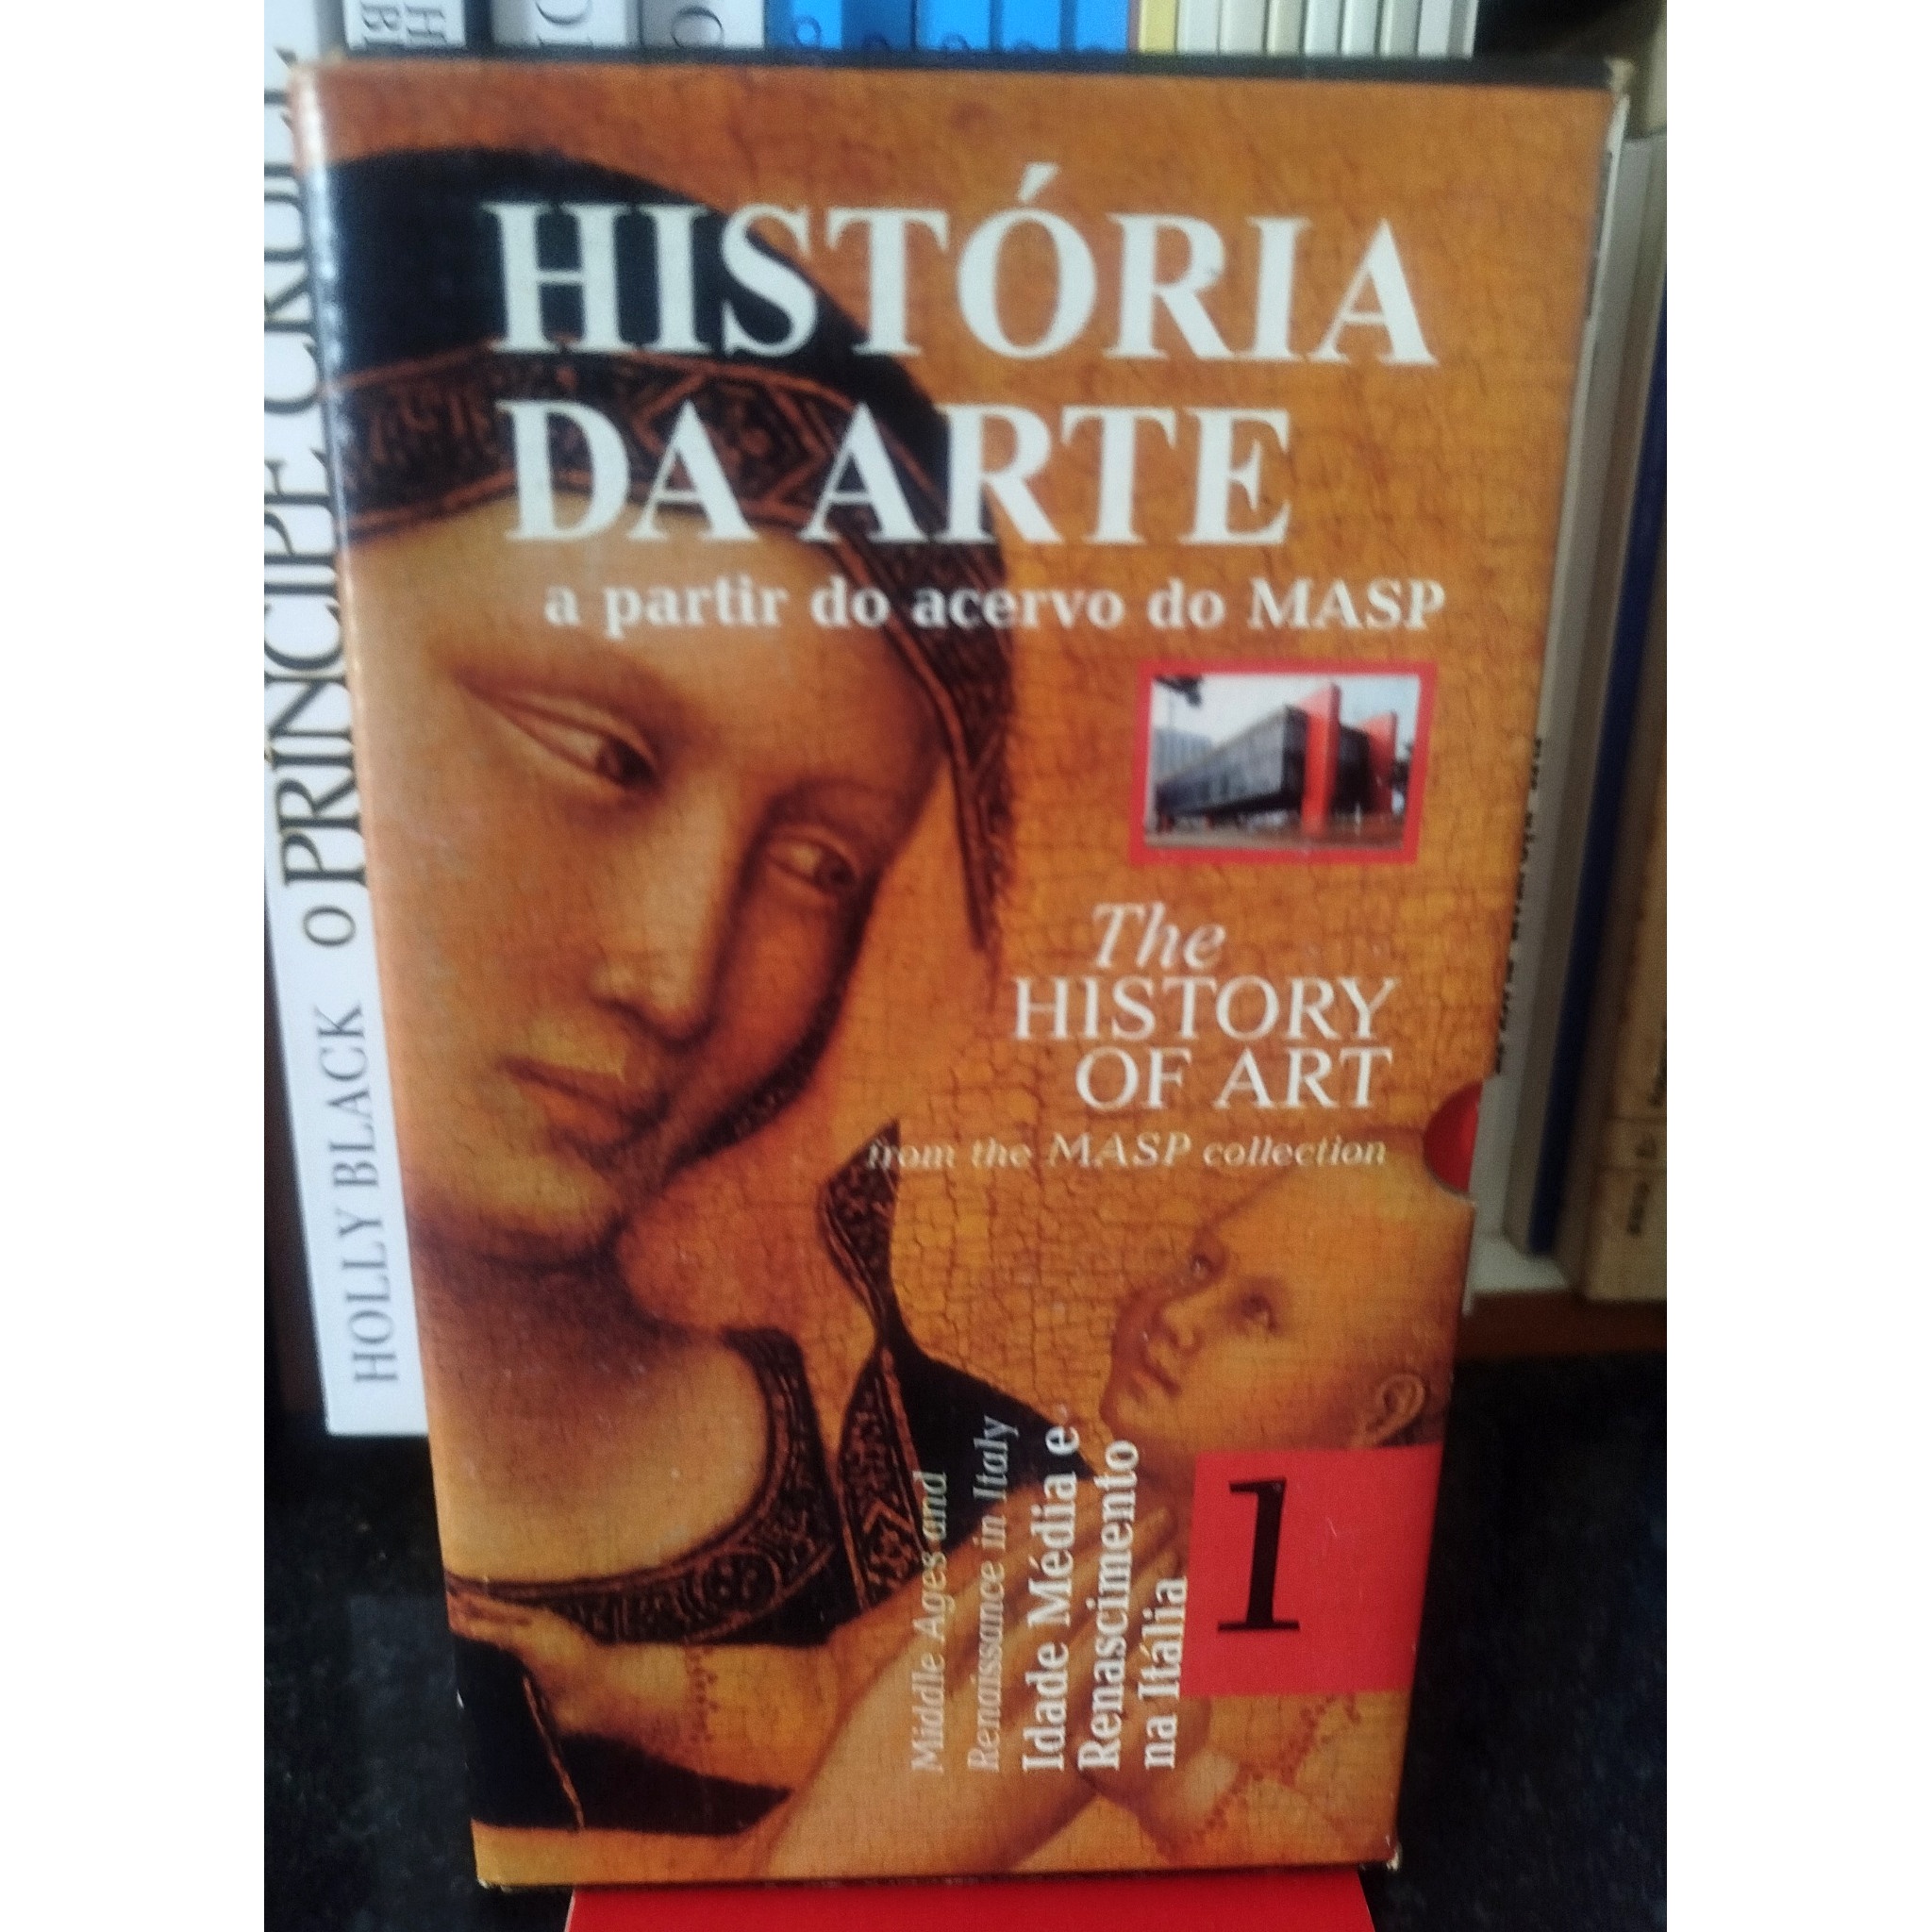 HISTÓRIA
DA ARTE
a partir do acervo do MASP
The
HISTORY
OF ART
from the MASP collection
Middle Ages and
Renaissance in Italy
Idade Média e
Renascimento
na Itália
1
HOLLY BLACK O PRÍNCIPE CRUEL